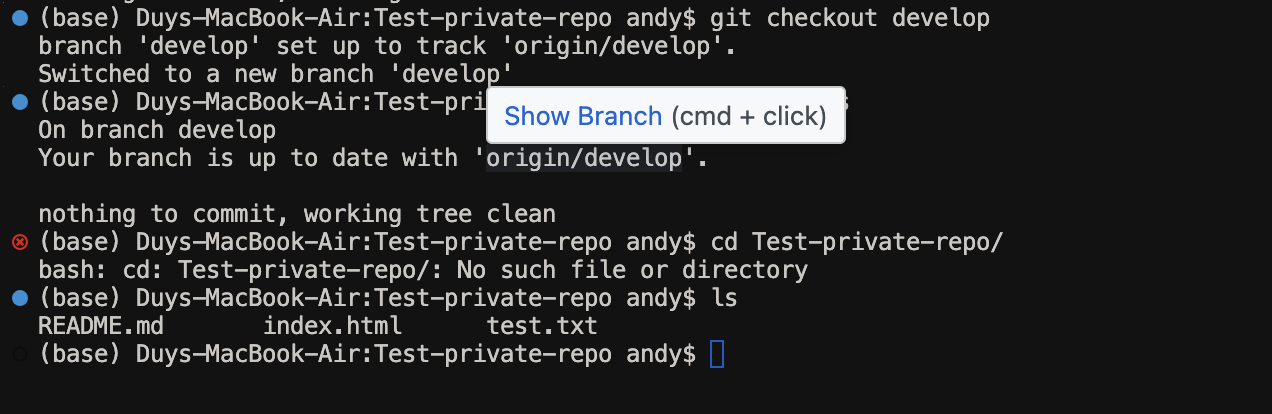 (base) Duys-MacBook-Air:Test-private-repo andy$ git checkout develop
branch 'develop' set up to track 'origin/develop'.
Switched to a new branch 'develop'
(base) Duys-MacBook-Air:Test-pri
Show Branch (cmd + click)
On branch develop
Your branch is up to date with 'origin/develop'.
nothing to commit, working tree clean
(base) Duys-MacBook-Air:Test-private-repo andy$ cd Test-private-repo/
bash: cd: Test-private-repo/: No such file or directory
(base) Duys-MacBook-Air:Test-private-repo andy$ ls
README.md index.html test.txt
(base) Duys-MacBook-Air:Test-private-repo andy$